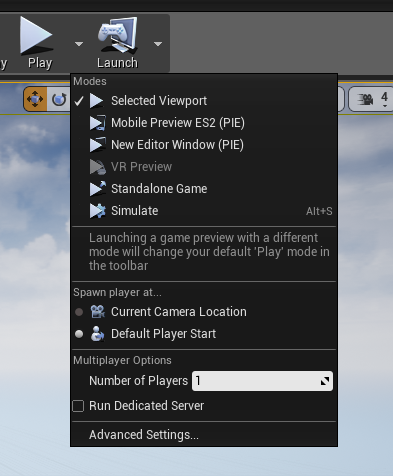 y Play Launch
Modes
Selected Viewport
4
Mobile Preview ES2 (PIE)
New Editor Window (PIE)
VR Preview
Standalone Game
Simulate Alt+S
Launching a game preview with a different
mode will change your default 'Play' mode in
the toolbar
Spawn player at...
Current Camera Location
Default Player Start
Multiplayer Options
Number of Players 1
Run Dedicated Server
Advanced Settings...